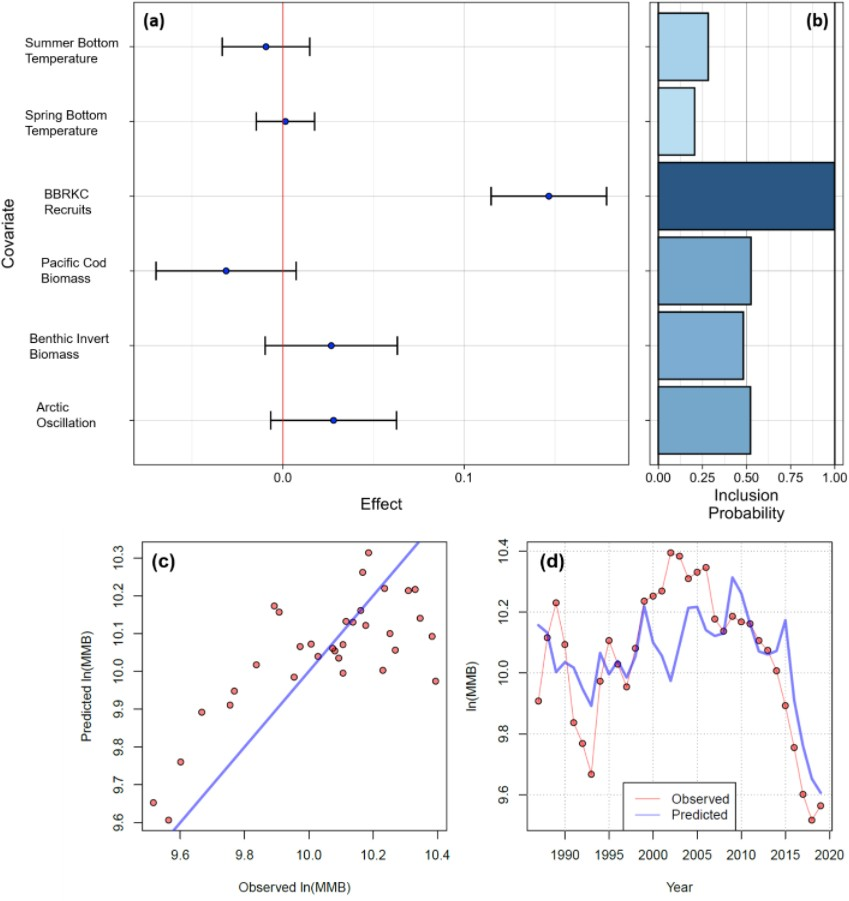 (a)
(b)
Summer Bottom
Temperature
Spring Bottom
Temperature
BBRKC
Recruits
Pacific Cod
Biomass
Benthic Invert
Biomass
Arctic
Oscillation
Covariate
0.0 0.1
Effect
0.00 0.25 0.50 0.75 1.00
Inclusion
Probability
(c)
10.3
10.2
10.1
10.0
9.9
9.8
9.7
9.6
Predicted ln(MMB)
9.6 9.8 10.0 10.2 10.4
Observed ln(MMB)
(d)
10.4
10.2
10.0
9.8
9.6
ln(MMB)
Observed
Predicted
1990 1995 2000 2005 2010 2015 2020
Year